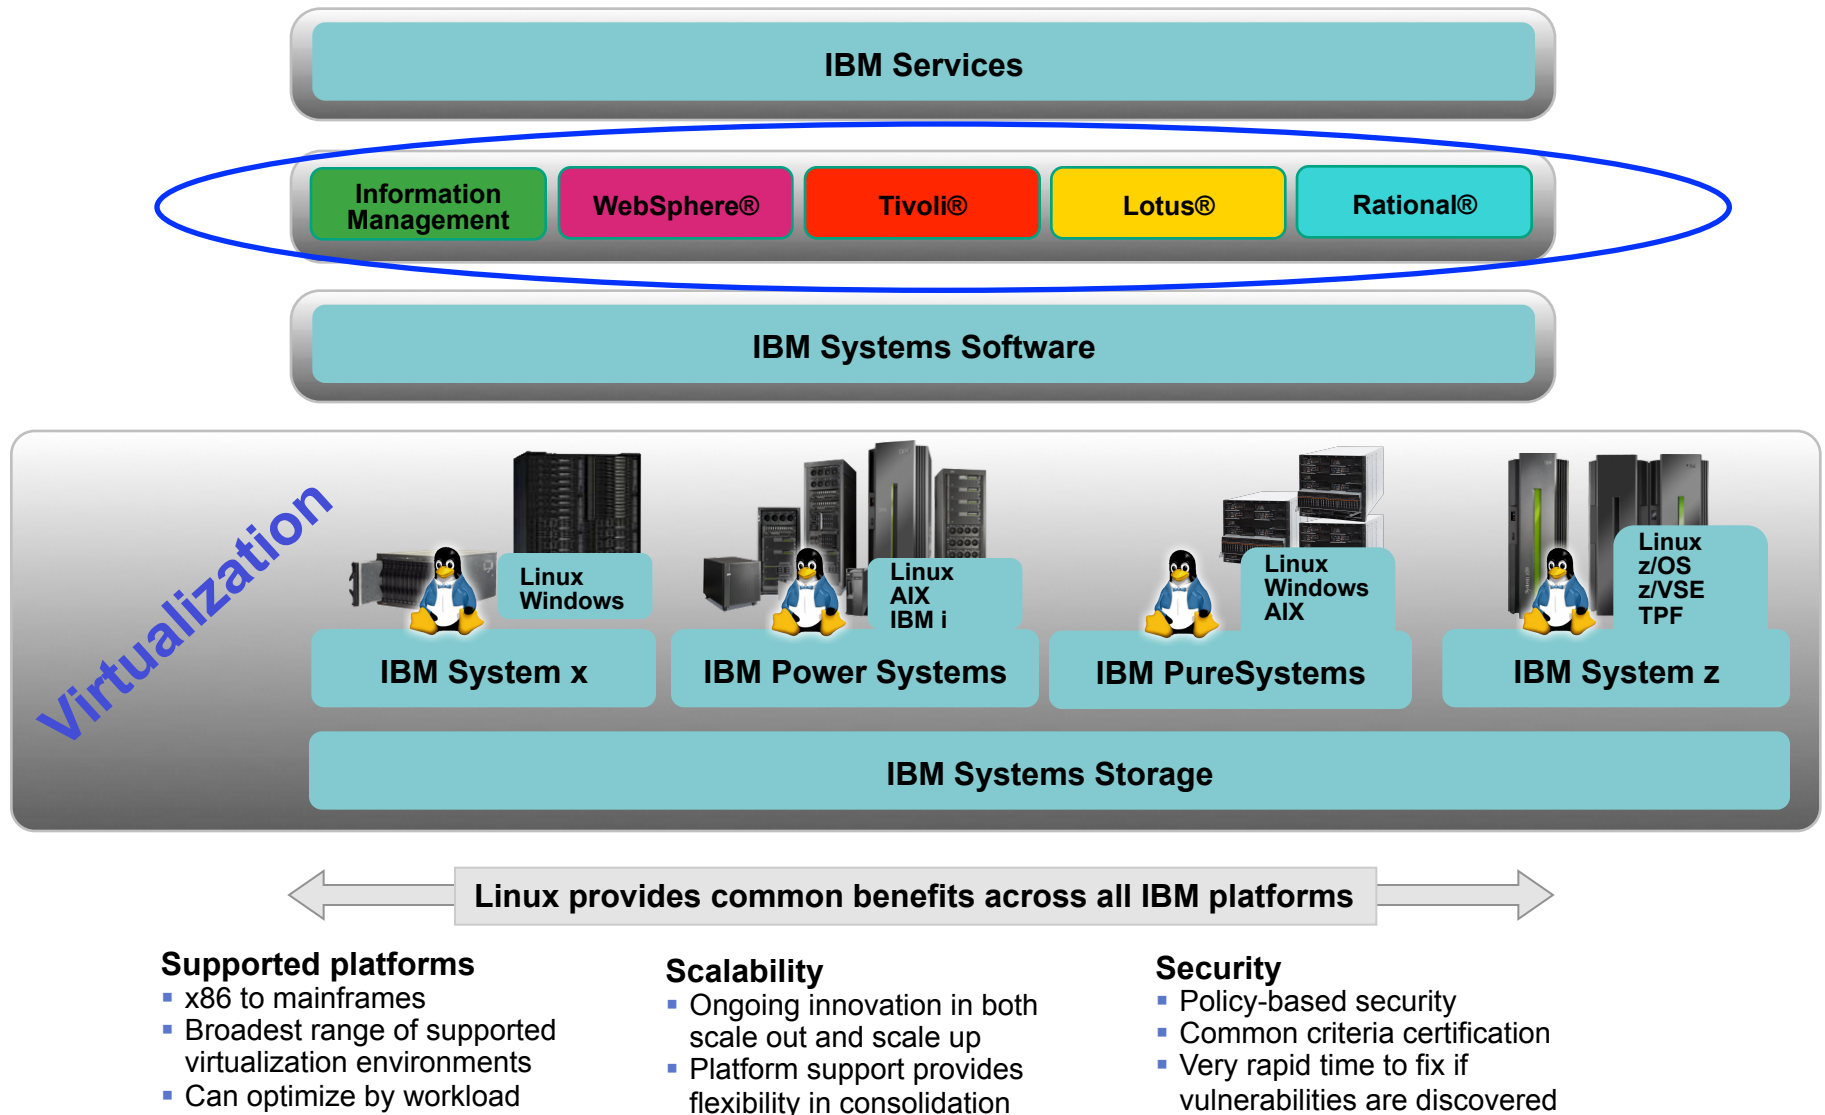 IBM Services
Information
Management
WebSphere®
Tivoli®
Lotus®
Rational®
IBM Systems Software
Virtualization
Linux
Windows
Linux
AIX
IBM i
Linux
Windows
AIX
Linux
z/OS
z/VSE
TPF
IBM System x
IBM Power Systems
IBM PureSystems
IBM System z
IBM Systems Storage
Linux provides common benefits across all IBM platforms
Supported platforms
▪ x86 to mainframes
▪ Broadest range of supported
virtualization environments
▪ Can optimize by workload
Scalability
▪ Ongoing innovation in both
scale out and scale up
▪ Platform support provides
flexibility in consolidation
Security
▪ Policy-based security
▪ Common criteria certification
▪ Very rapid time to fix if
vulnerabilities are discovered